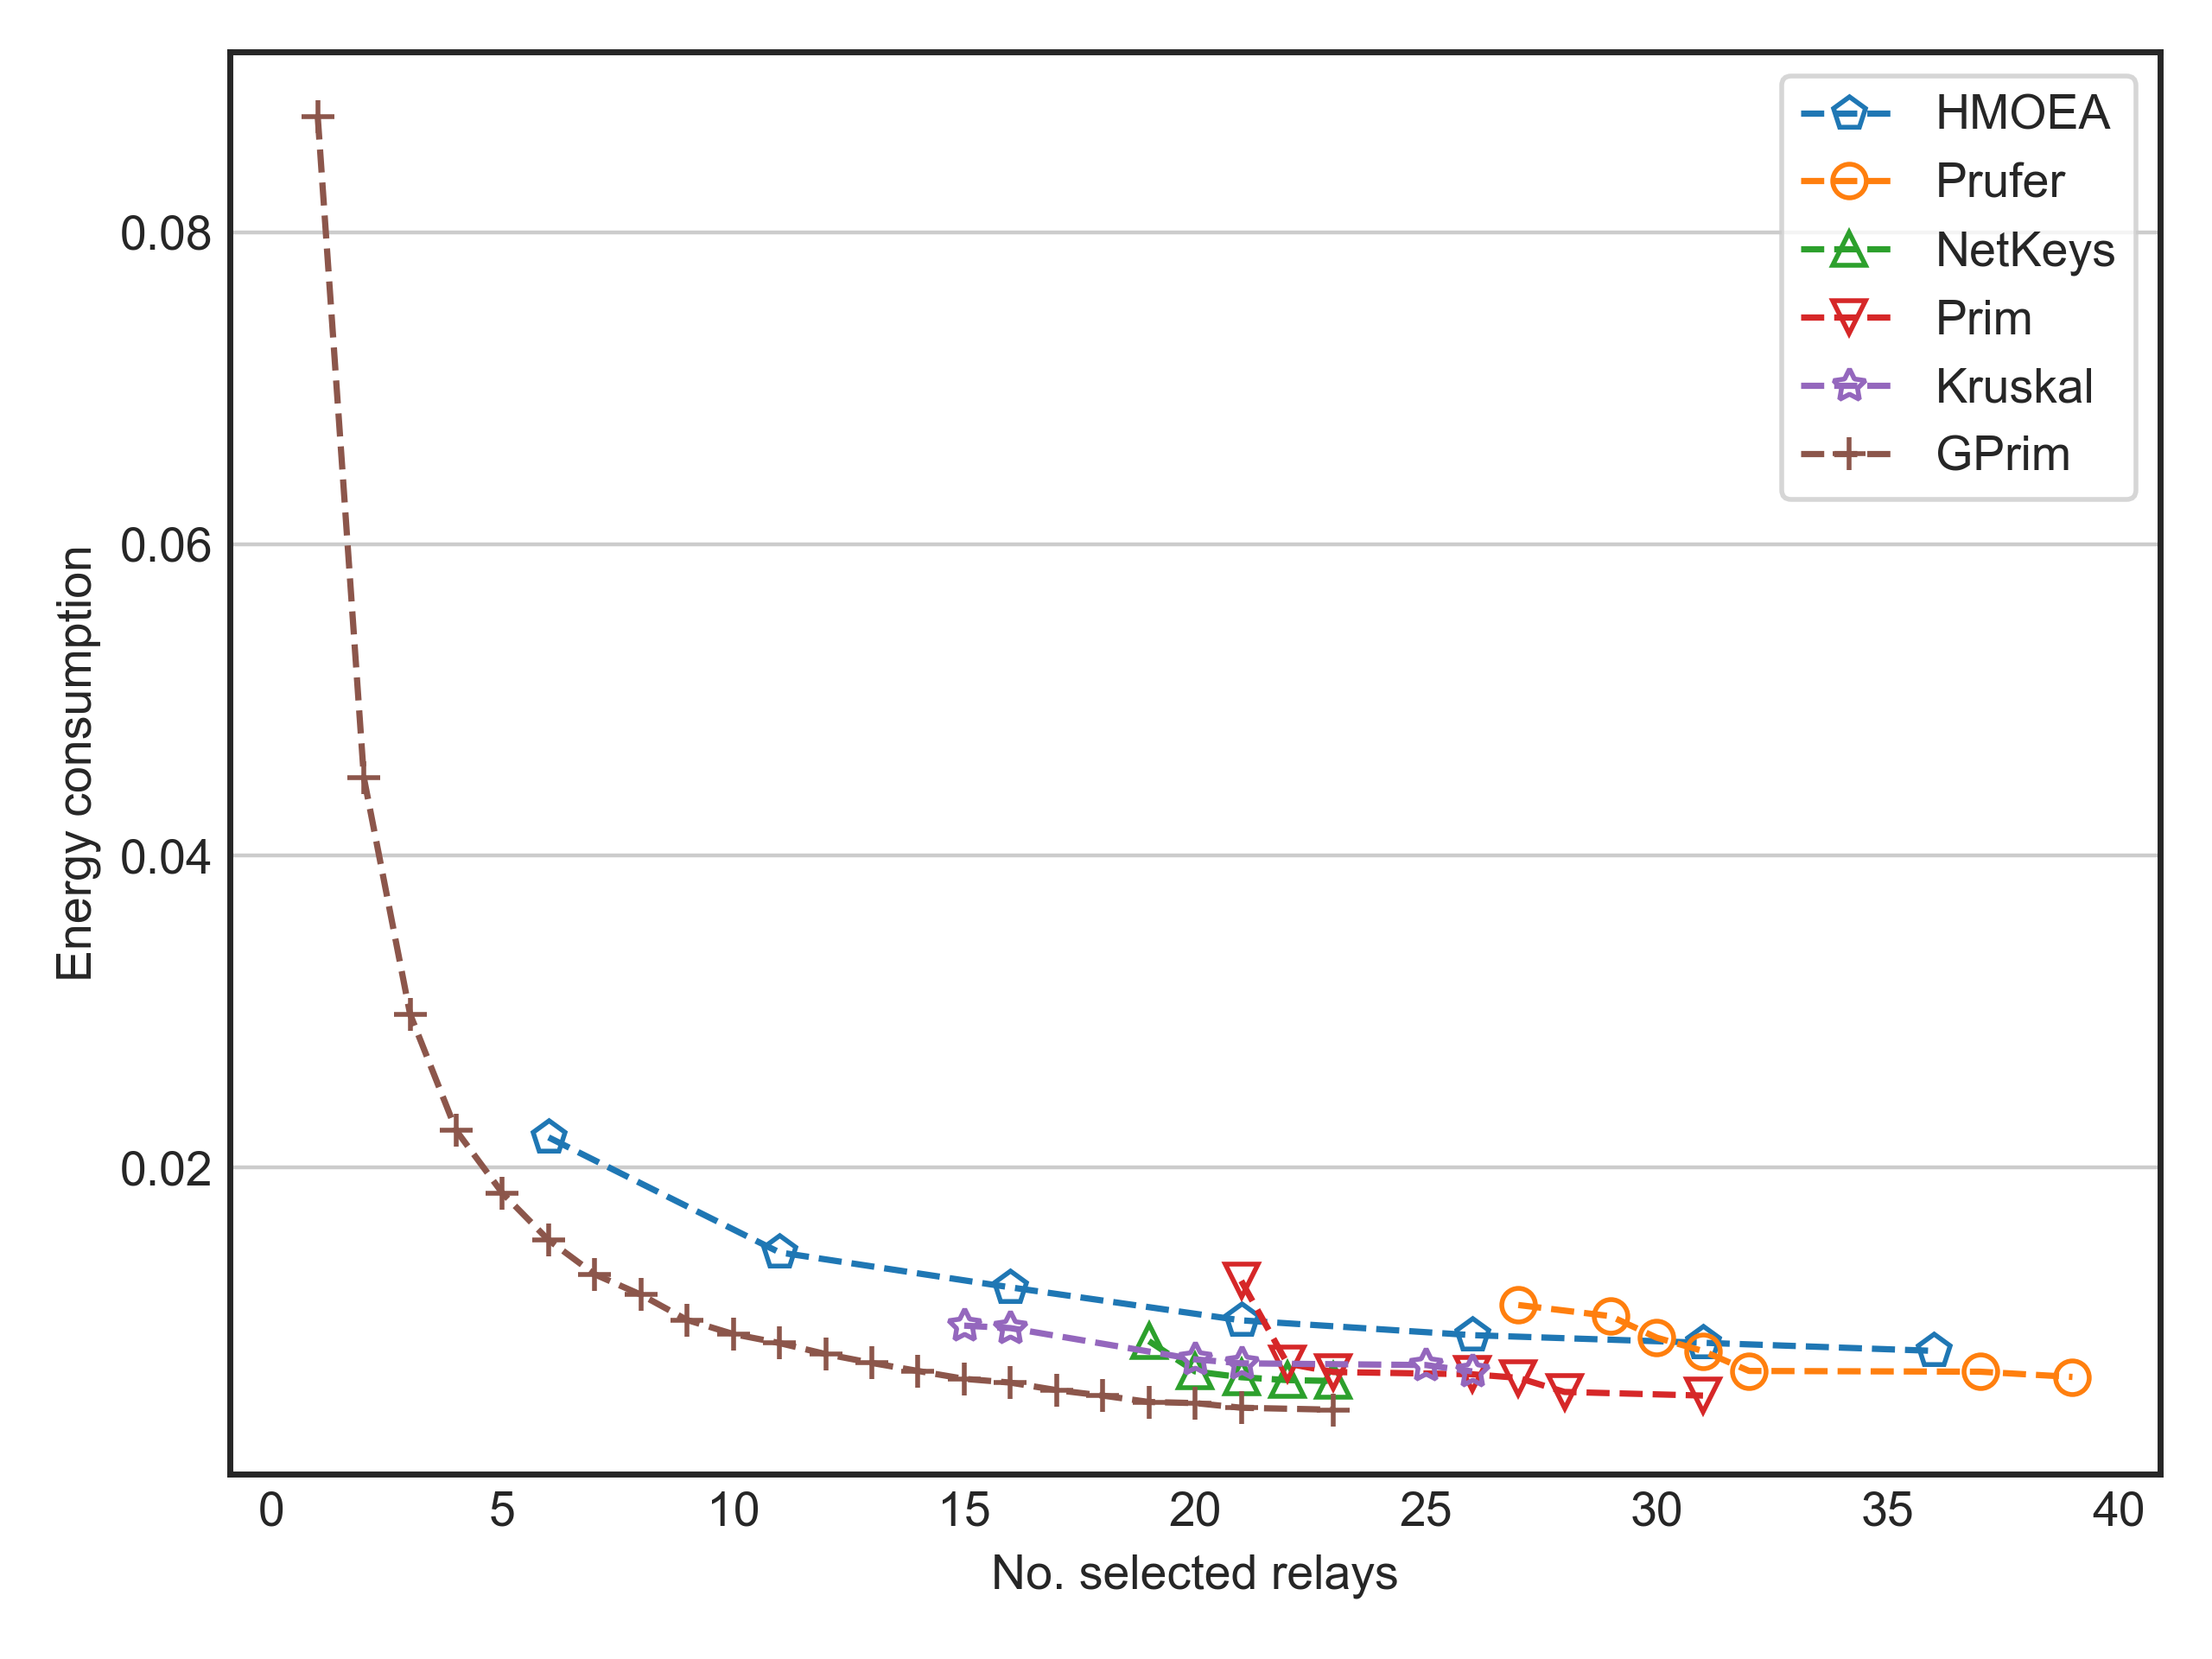 HMOEA
Prufer
NetKeys
Prim
Kruskal
GPrim
0.08
0.06
0.04
0.02
Energy consumption
0 5 10 15 20 25 30 35 40
No. selected relays